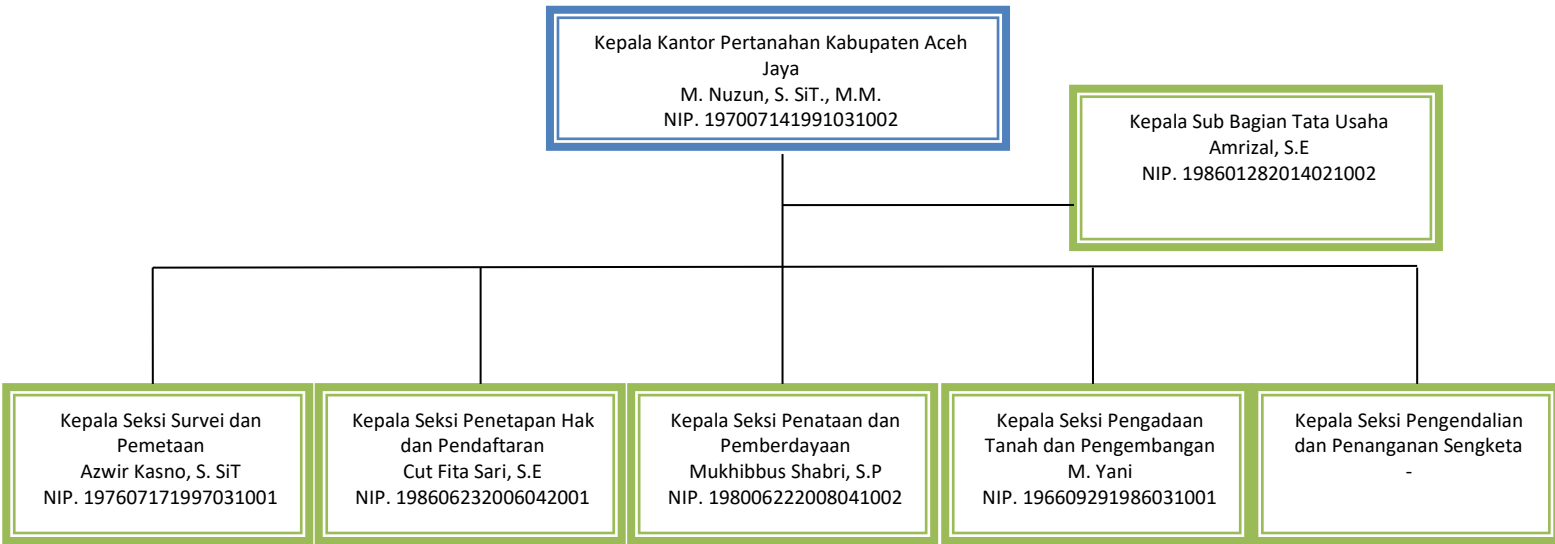 Kepala Kantor Pertanahan Kabupaten Aceh
Jaya
M. Nuzun, S. SiT., M.M.
NIP. 197007141991031002
Kepala Sub Bagian Tata Usaha
Amrizal, S.E
NIP. 198601282014021002
Kepala Seksi Survei dan
Pemetaan
Azwir Kasno, S. SiT
NIP. 197607171997031001
Kepala Seksi Penetapan Hak
dan Pendaftaran
Cut Fita Sari, S.E
NIP. 198606232006042001
Kepala Seksi Penataan dan
Pemberdayaan
Mukhibbus Shabri, S.P
NIP. 198006222008041002
Kepala Seksi Pengadaan
Tanah dan Pengembangan
M. Yani
NIP. 196609291986031001
Kepala Seksi Pengendalian
dan Penanganan Sengketa
-